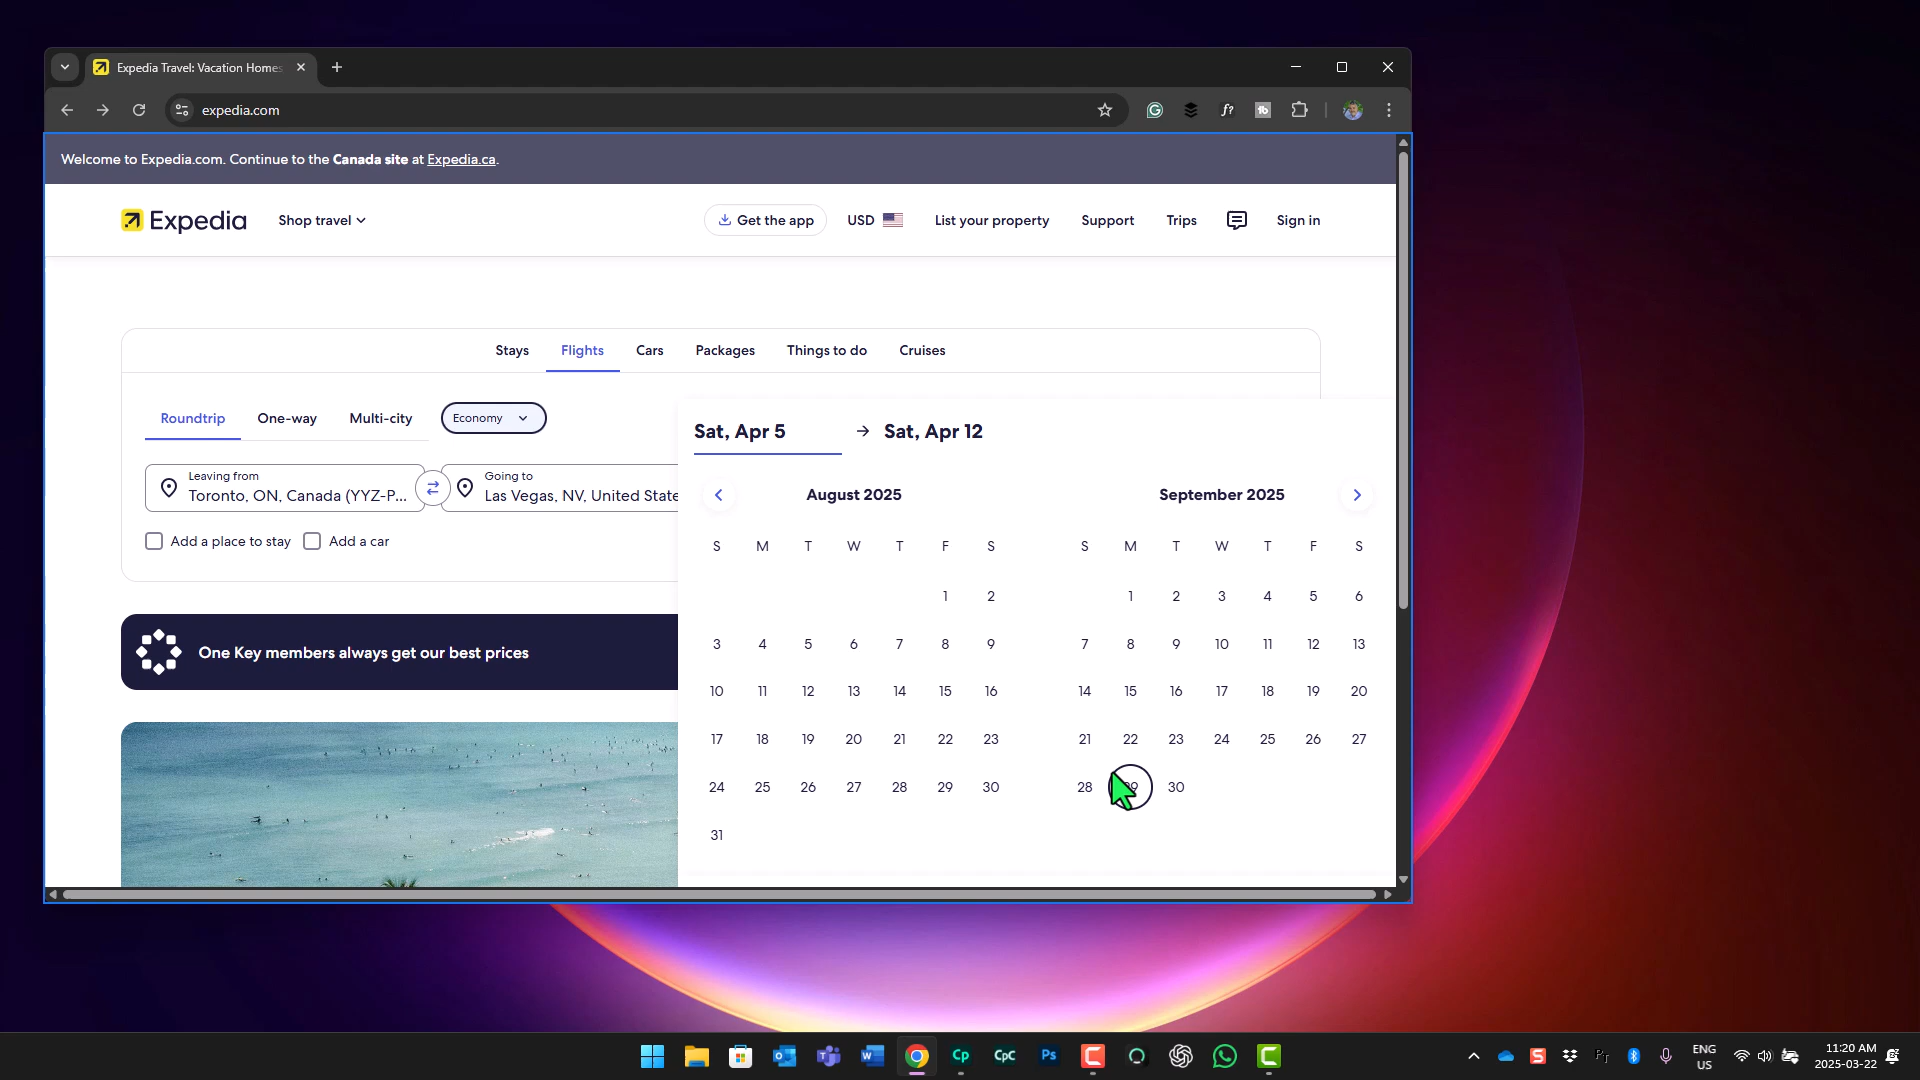 Expedia Travel: Vacation Homes
expedia.com
Welcome to Expedia.com. Continue to the Canada site at Expedia.ca.
Expedia
Shop travel
Get the app
USD
List your property
Support
Trips
Sign in
Stays
Flights
Cars
Packages
Things to do
Cruises
Roundtrip
One-way
Multi-city
Economy
Leaving from
Toronto, ON, Canada (YYZ-P...
Going to
Las Vegas, NV, United State
Add a place to stay
Add a car
Sat, Apr 5
Sat, Apr 12
August 2025
S M T W T F S
1 2
3 4 5 6 7 8 9
10 11 12 13 14 15 16
17 18 19 20 21 22 23
24 25 26 27 28 29 30
31
September 2025
S M T W T F S
1 2 3 4 5 6
7 8 9 10 11 12 13
14 15 16 17 18 19 20
21 22 23 24 25 26 27
28 30
One Key members always get our best prices
Cp
CpC
Ps
ENG
US
11:20 AM
2025-03-22